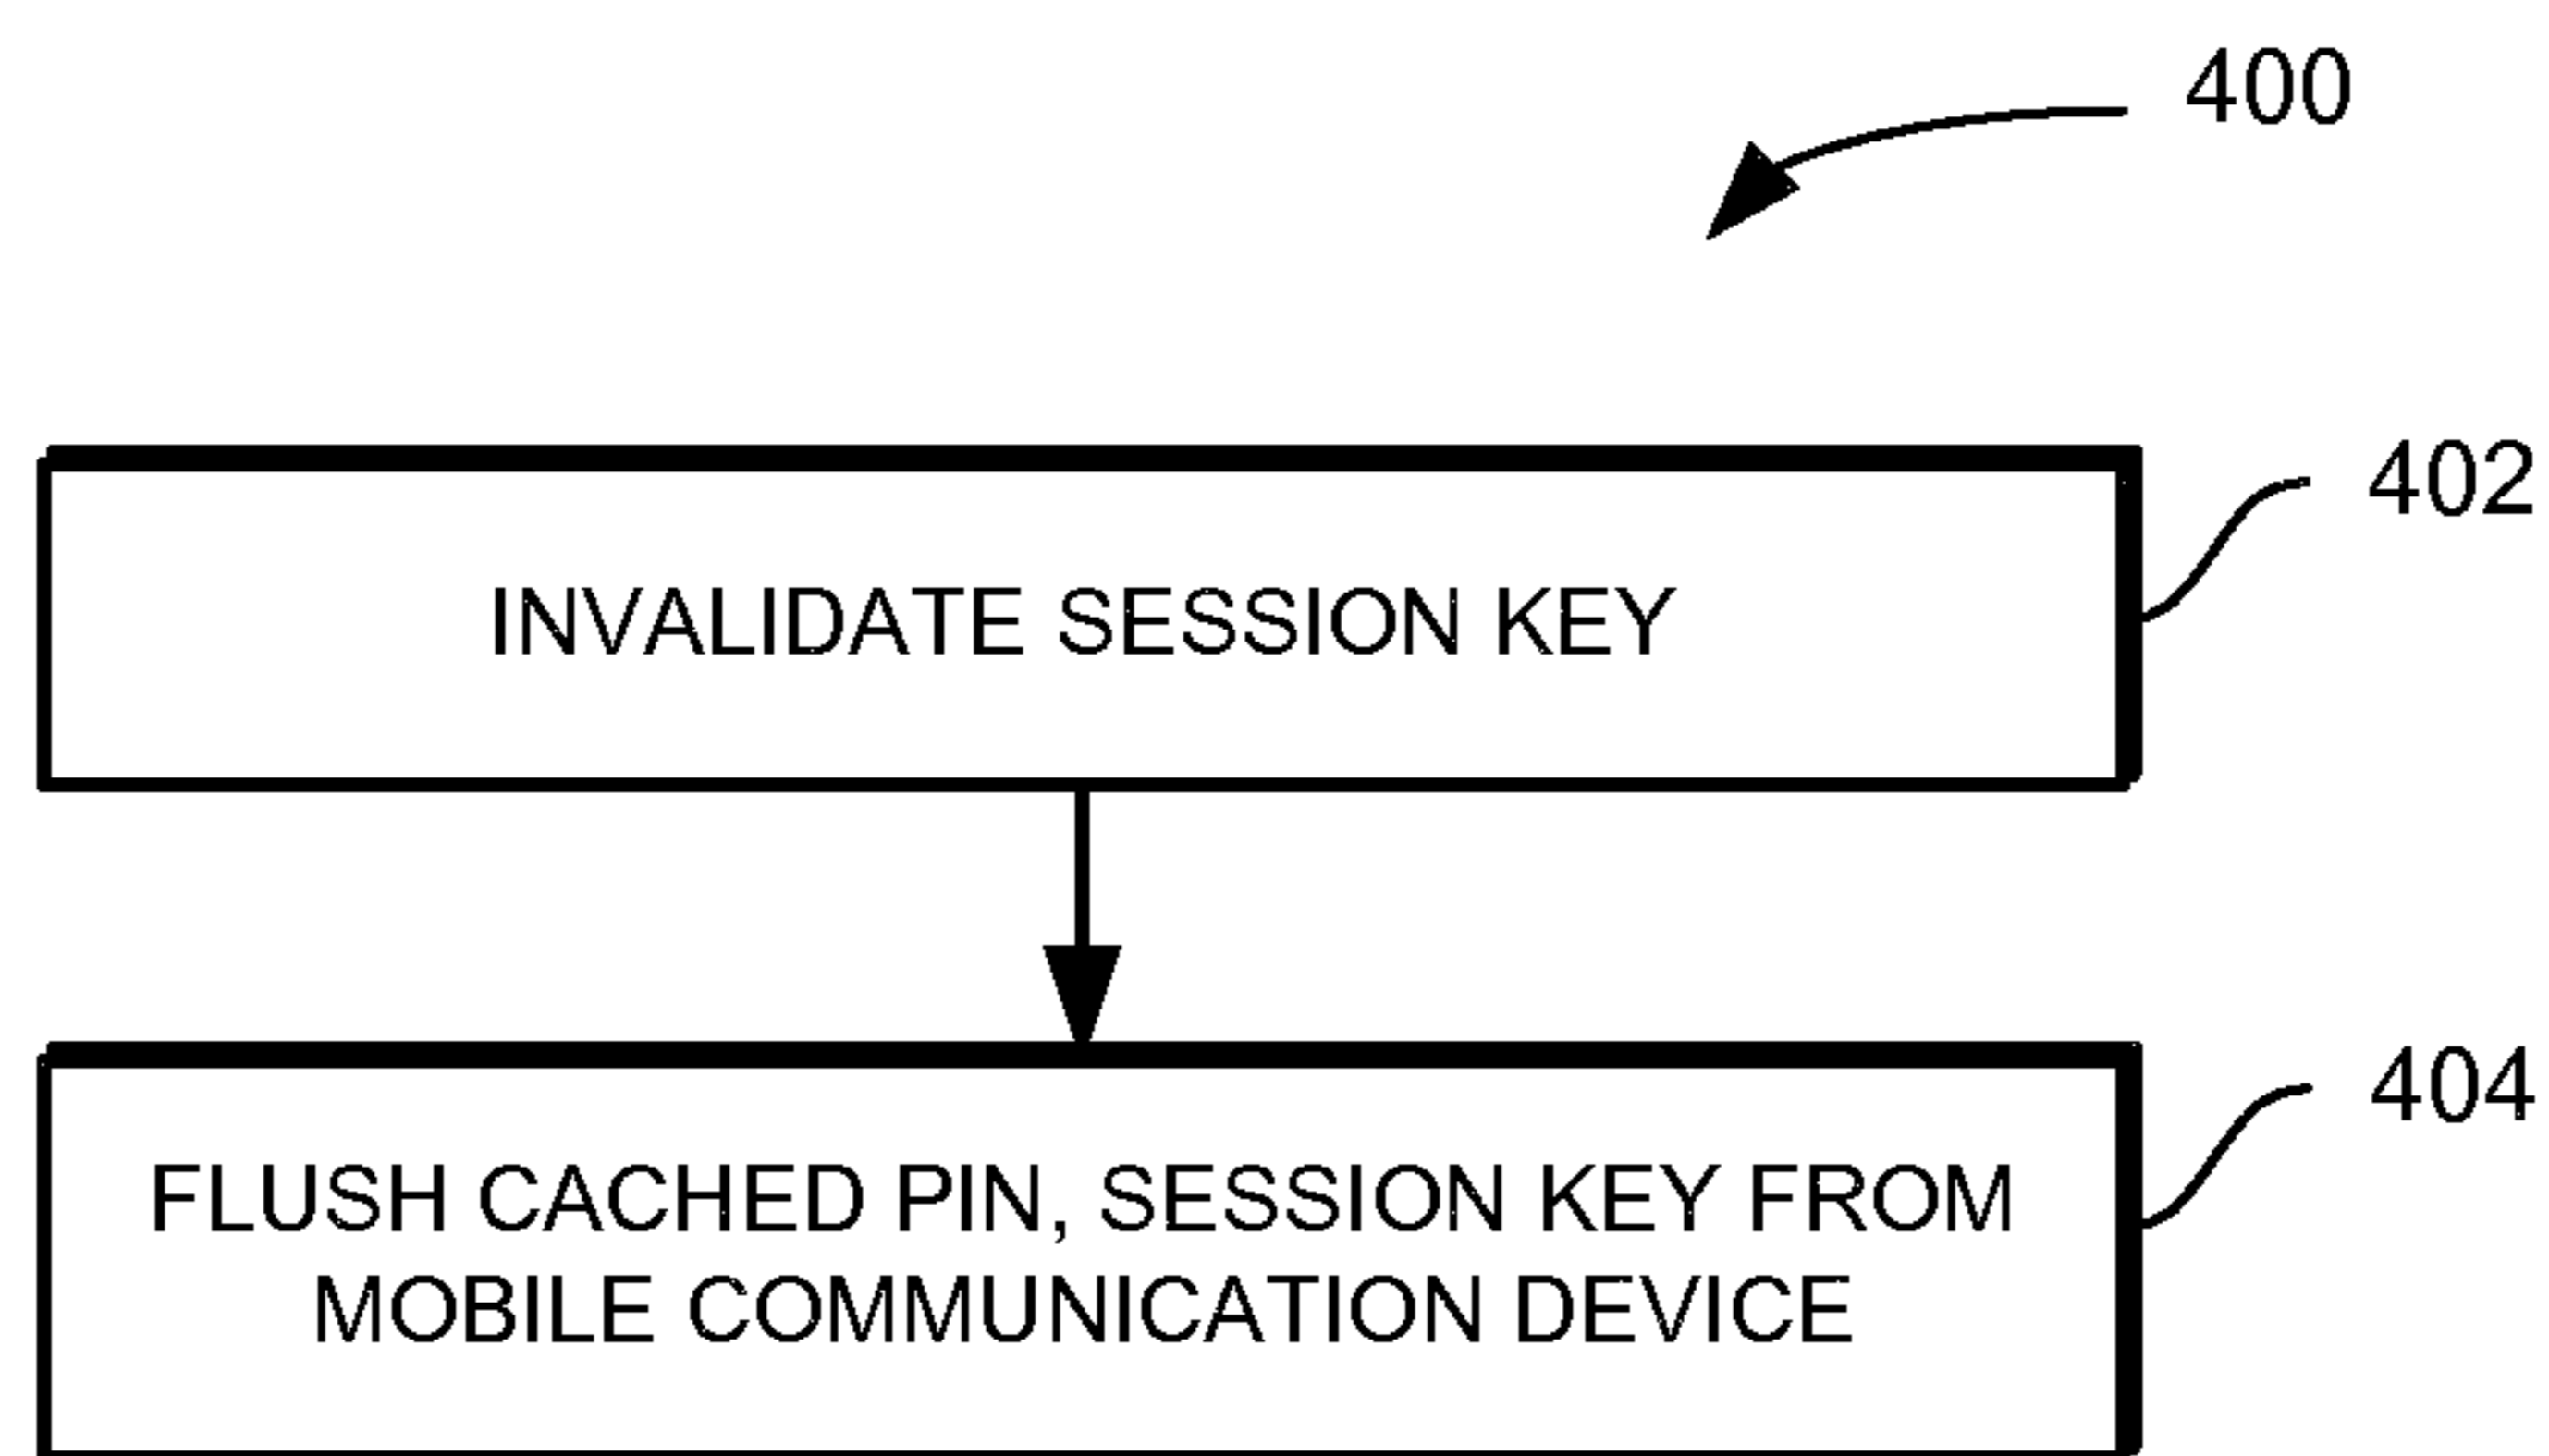 400
402
INVALIDATE SESSION KEY
404
FLUSH CACHED PIN, SESSION KEY FROM
MOBILE COMMUNICATION DEVICE